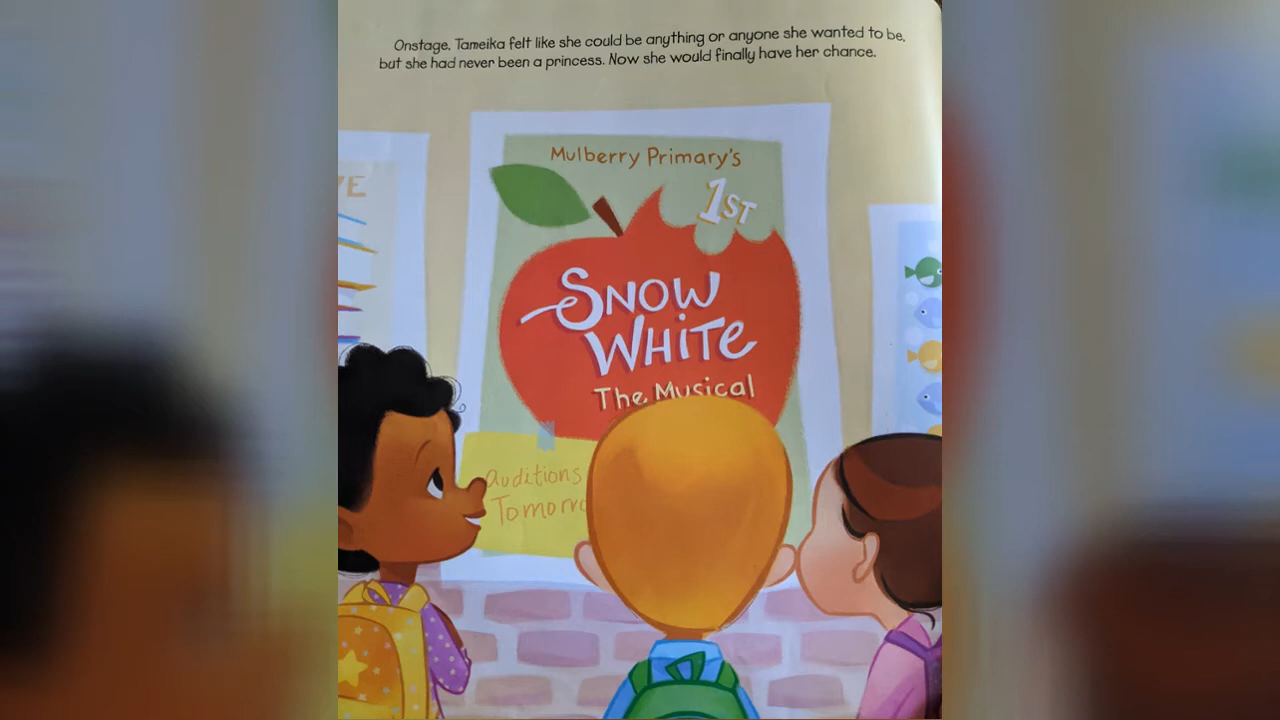 Onstage, Tameika felt like she could be anything or anyone she wanted to be,
but she had never been a princess. Now she would finally have her chance.
Mulberry Primary's
1ST
SNOW
WHiTe
The Musical
Auditions